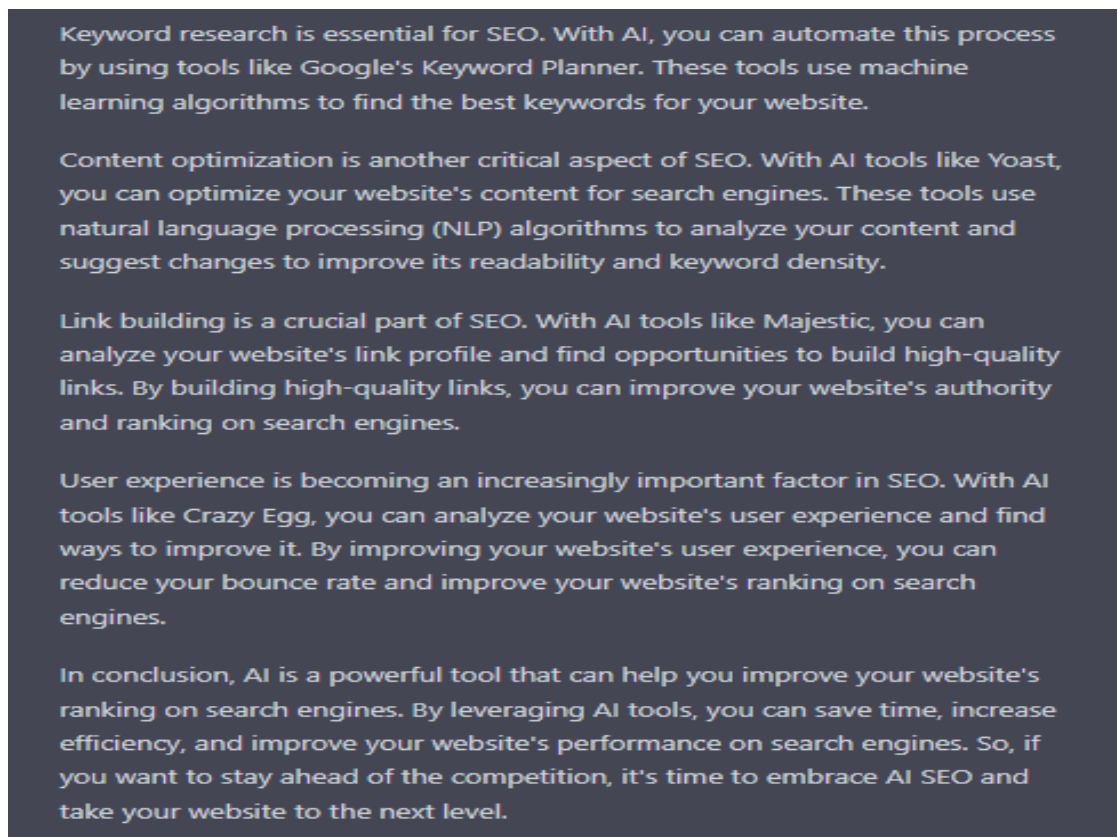 Keyword research is essential for SEO. With AI, you can automate this process
by using tools like Google's Keyword Planner. These tools use machine
learning algorithms to find the best keywords for your website.
Content optimization is another critical aspect of SEO. With AI tools like Yoast,
you can optimize your website's content for search engines. These tools use
natural language processing (NLP) algorithms to analyze your content and
suggest changes to improve its readability and keyword density.
Link building is a crucial part of SEO. With AI tools like Majestic, you can
analyze your website's link profile and find opportunities to build high-quality
links. By building high-quality links, you can improve your website's authority
and ranking on search engines.
User experience is becoming an increasingly important factor in SEO. With AI
tools like Crazy Egg, you can analyze your website's user experience and find
ways to improve it. By improving your website's user experience, you can
reduce your bounce rate and improve your website's ranking on search
engines.
In conclusion, AI is a powerful tool that can help you improve your website's
ranking on search engines. By leveraging AI tools, you can save time, increase
efficiency, and improve your website's performance on search engines. So, if
you want to stay ahead of the competition, it's time to embrace AI SEO and
take your website to the next level.